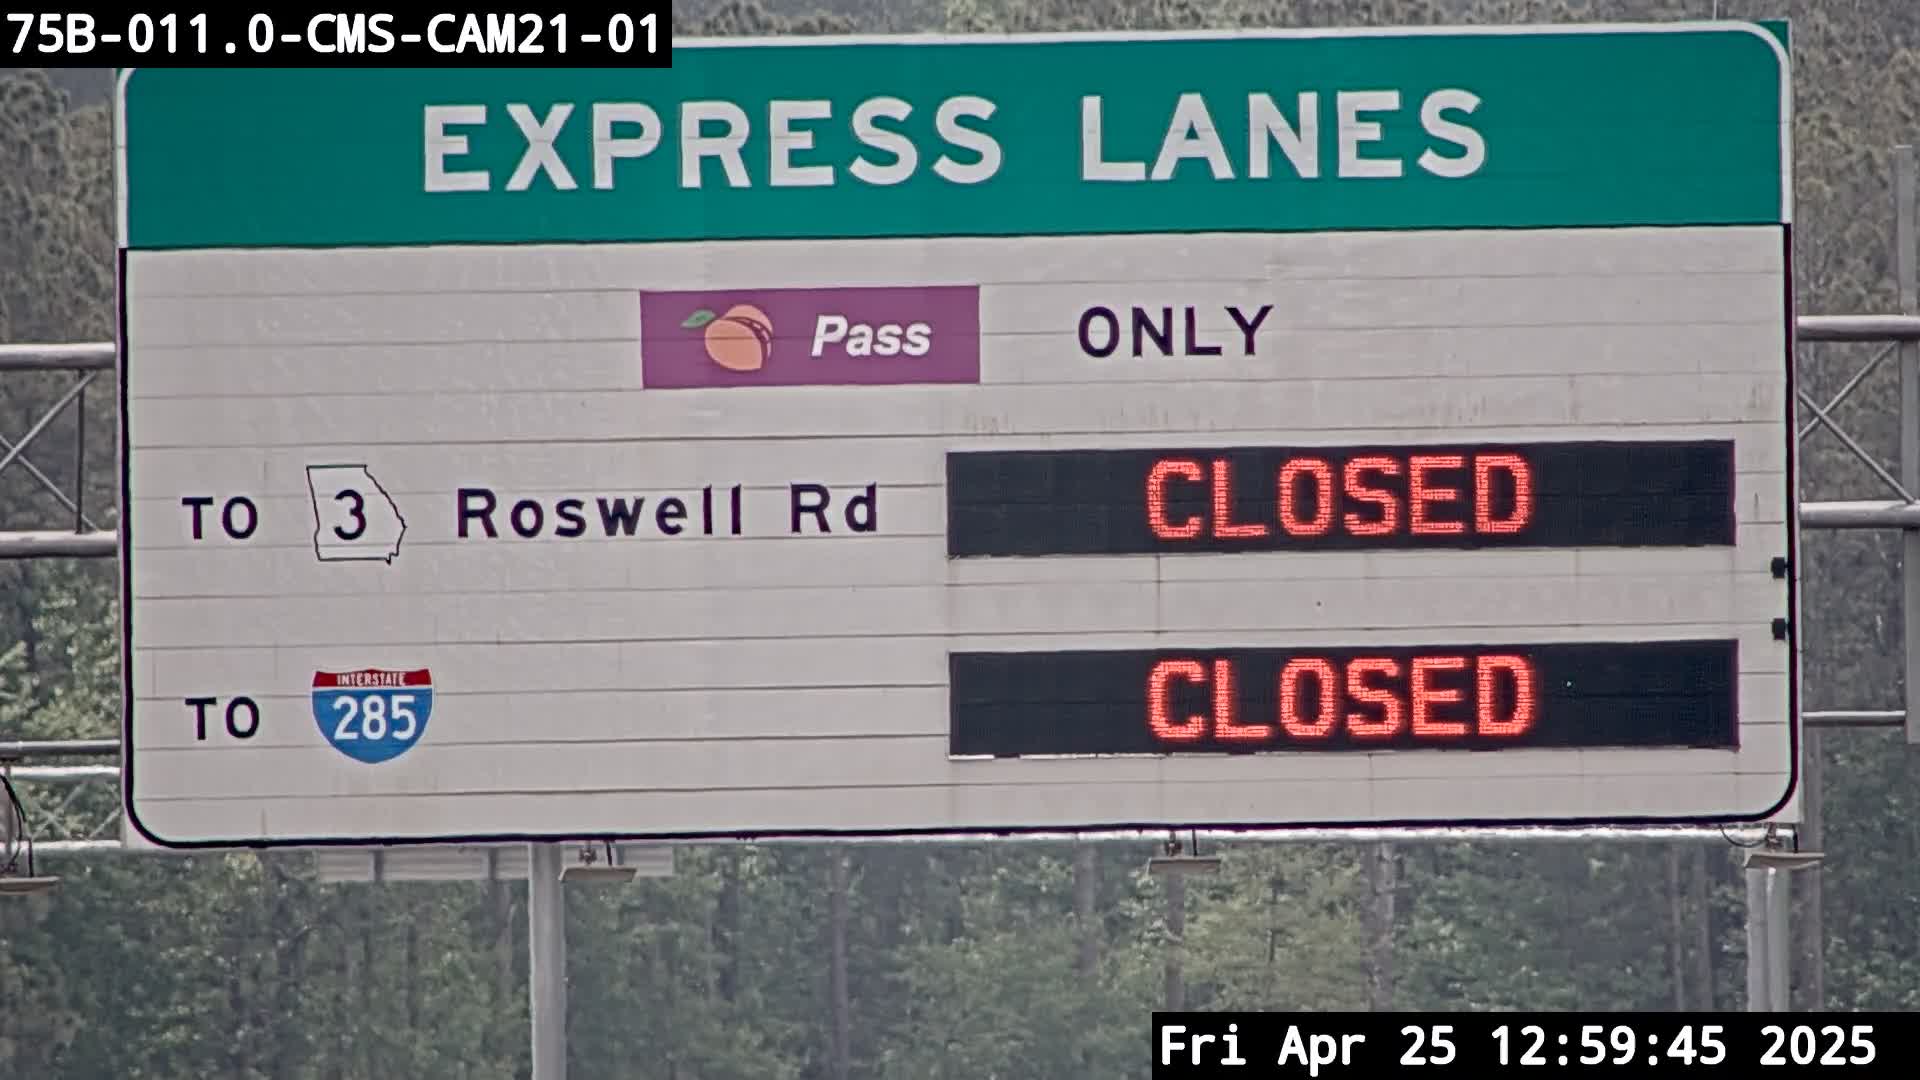 75B-011.0-CMS-CAM21-01
EXPRESS LANES
Pass ONLY
TO 3 Roswell Rd CLOSED
TO INTERSTATE 285 CLOSED
Fri Apr 25 12:59:45 2025